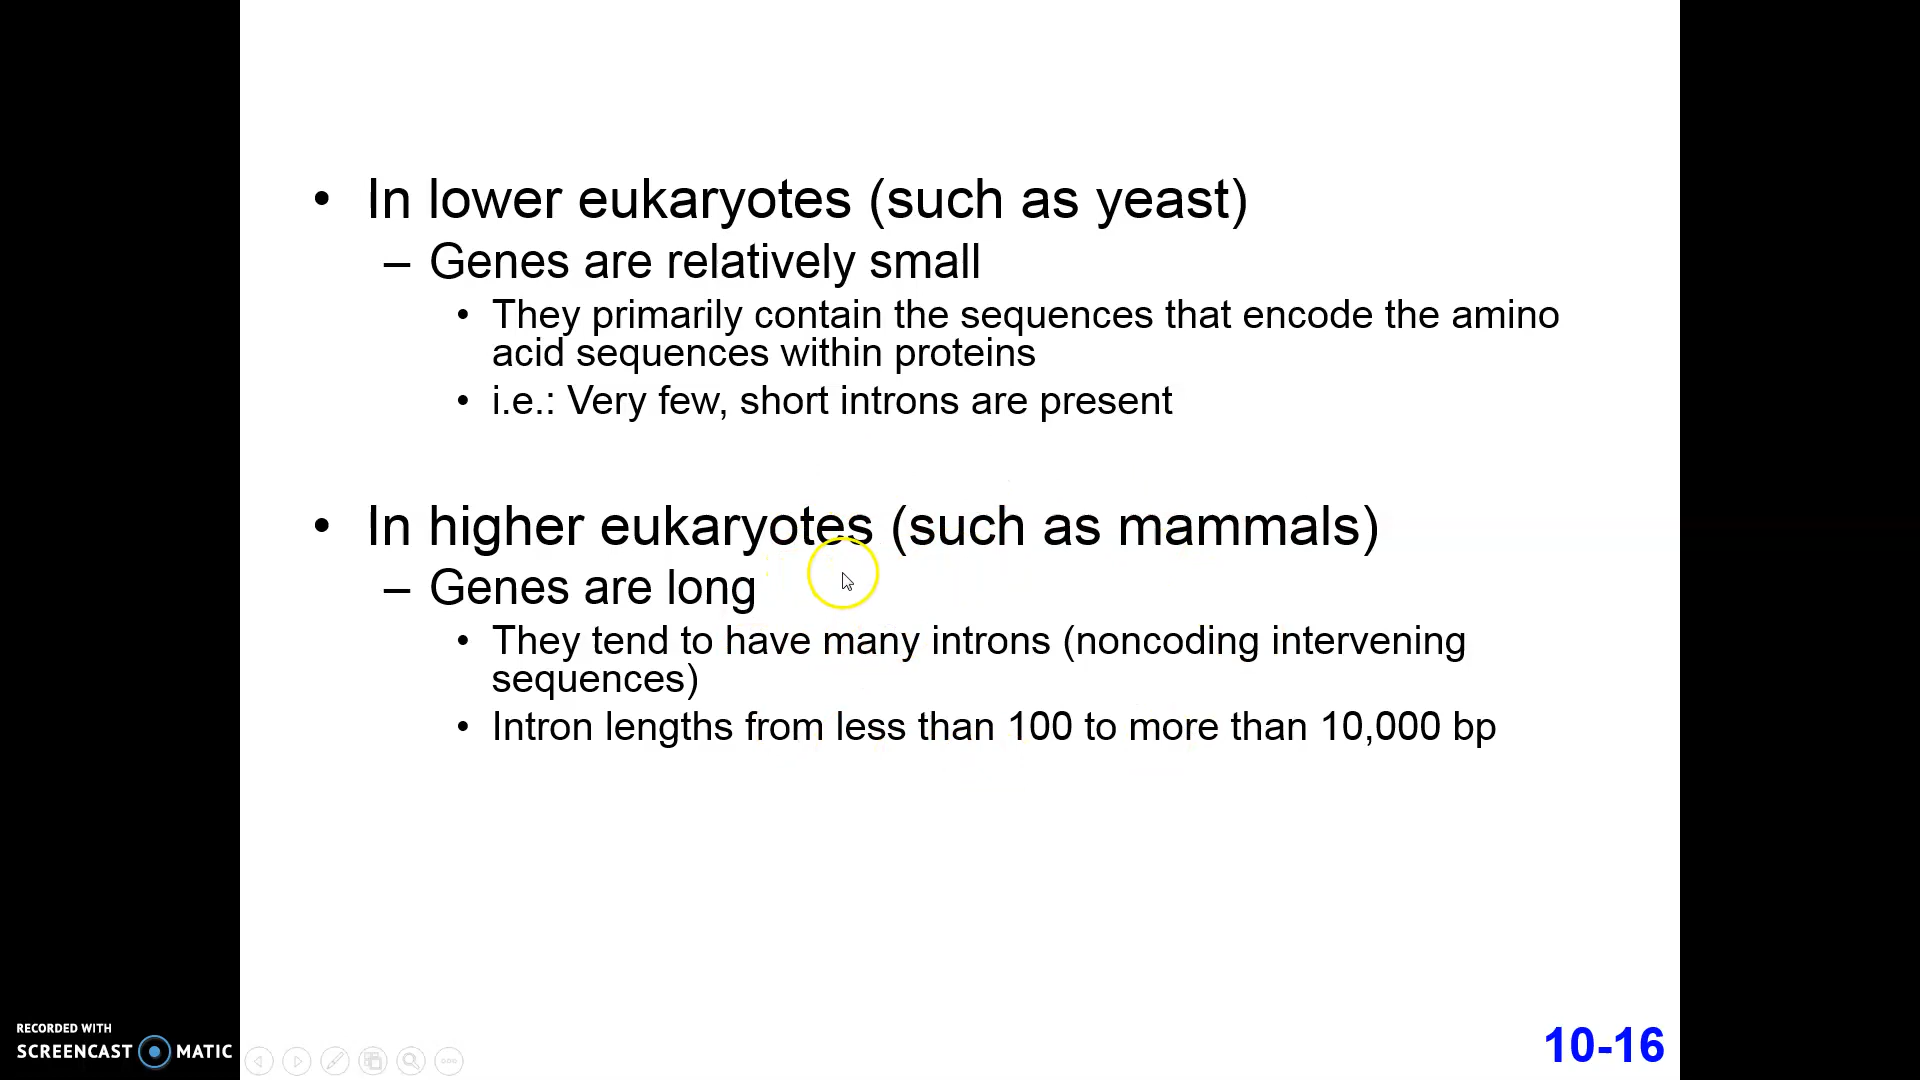 • In lower eukaryotes (such as yeast)
– Genes are relatively small
• They primarily contain the sequences that encode the amino
acid sequences within proteins
• i.e.: Very few, short introns are present
• In higher eukaryotes (such as mammals)
– Genes are long
• They tend to have many introns (noncoding intervening
sequences)
• Intron lengths from less than 100 to more than 10,000 bp
10-16
RECORDED WITH
SCREENCAST MATIC